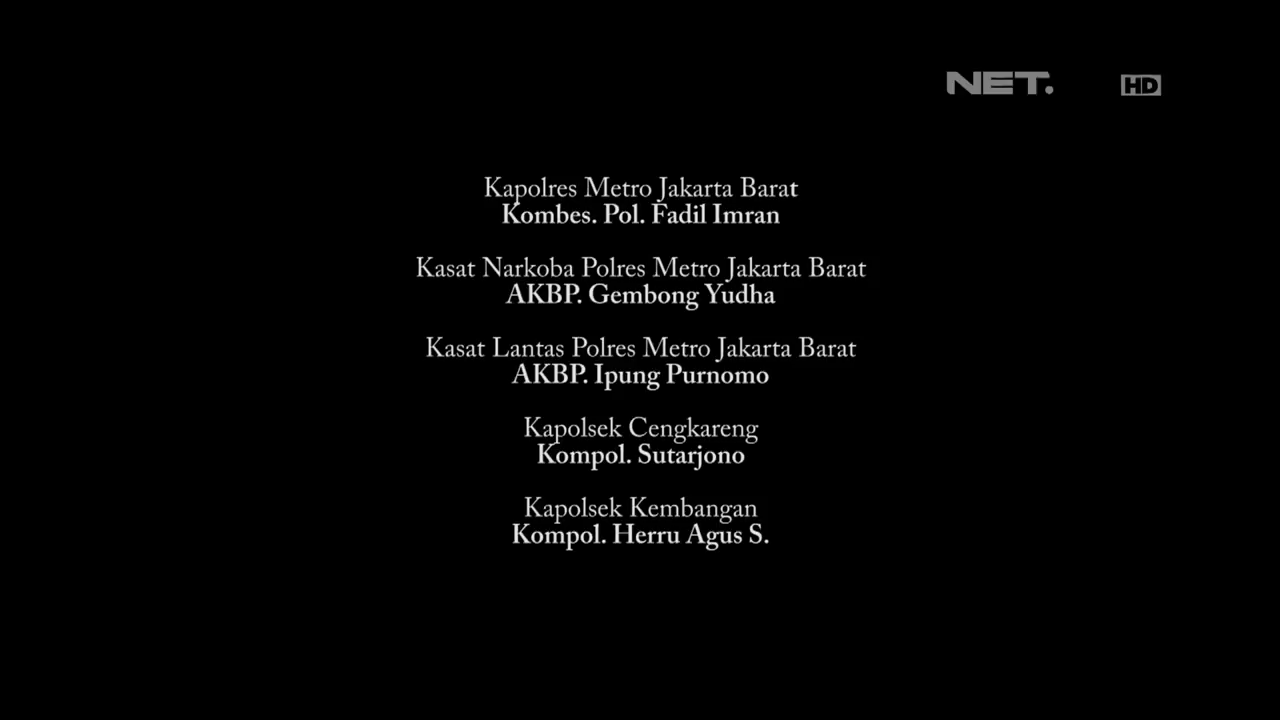 NET.
HD
Kapolres Metro Jakarta Barat
Kombes. Pol. Fadil Imran
Kasat Narkoba Polres Metro Jakarta Barat
AKBP. Gembong Yudha
Kasat Lantas Polres Metro Jakarta Barat
AKBP. Ipung Purnomo
Kapolsek Cengkareng
Kompol. Sutarjono
Kapolsek Kembangan
Kompol. Herru Agus S.